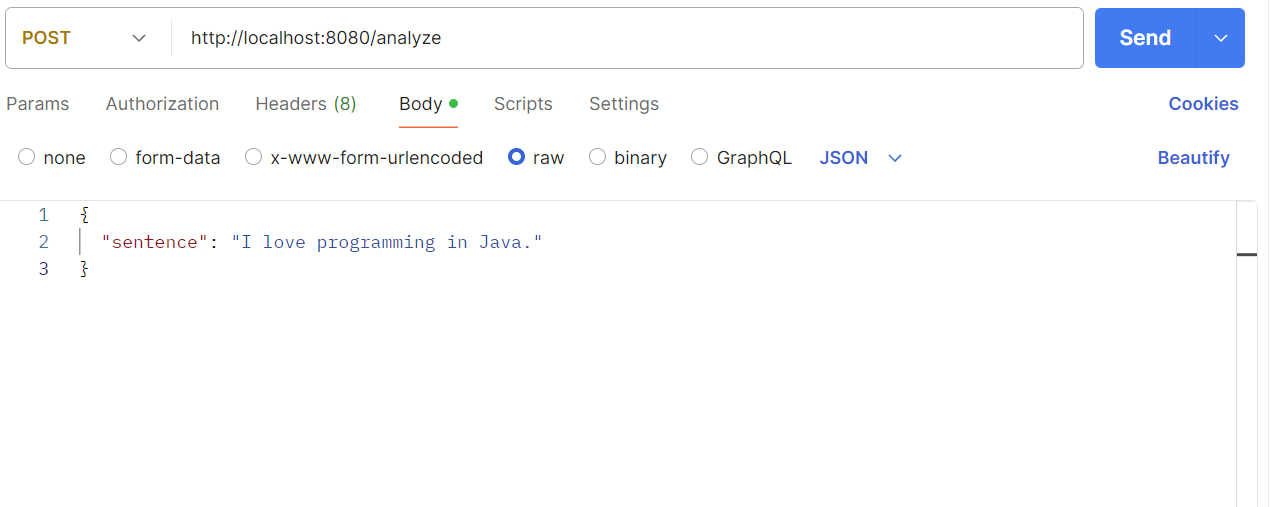 POST http://localhost:8080/analyze Send
Params Authorization Headers (8) Body Scripts Settings Cookies
none form-data x-www-form-urlencoded raw binary GraphQL JSON Beautify
1 {
2 "sentence": "I love programming in Java."
3 }